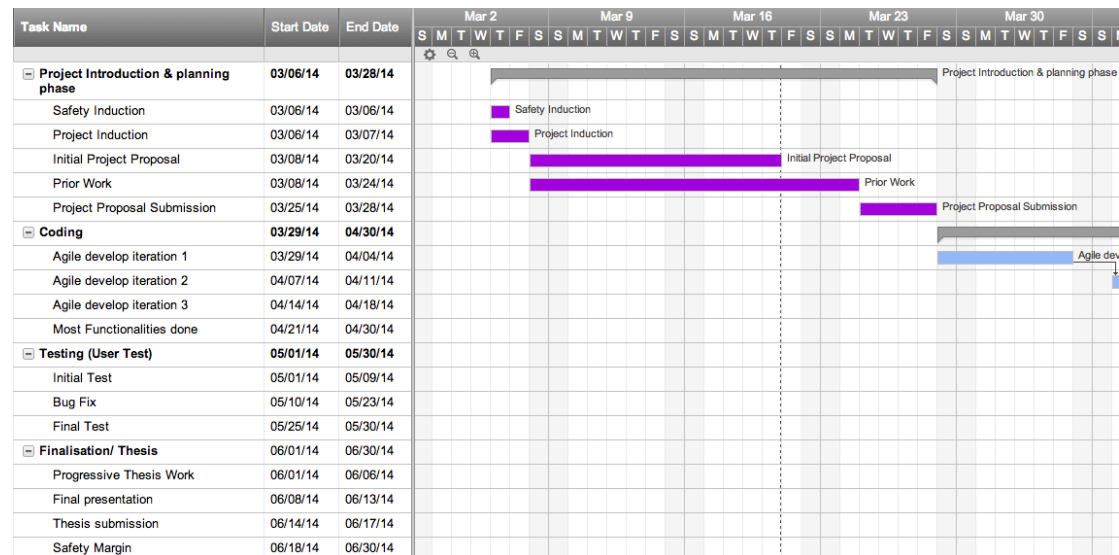 Task Name Start Date End Date Mar 2 Mar 9 Mar 16 Mar 23 Mar 30
S M T W T F S S M T W T F S S M T W T F S S M T W T F S S M T W T F S S M
Project Introduction & planning phase 03/06/14 03/28/14 Project Introduction & planning phase
Safety Induction 03/06/14 03/06/14 Safety Induction
Project Induction 03/06/14 03/07/14 Project Induction
Initial Project Proposal 03/08/14 03/20/14 Initial Project Proposal
Prior Work 03/08/14 03/24/14 Prior Work
Project Proposal Submission 03/25/14 03/28/14 Project Proposal Submission
Coding 03/29/14 04/30/14
Agile develop iteration 1 03/29/14 04/04/14 Agile dev
Agile develop iteration 2 04/07/14 04/11/14
Agile develop iteration 3 04/14/14 04/18/14
Most Functionalities done 04/21/14 04/30/14
Testing (User Test) 05/01/14 05/30/14
Initial Test 05/01/14 05/09/14
Bug Fix 05/10/14 05/23/14
Final Test 05/25/14 05/30/14
Finalisation/ Thesis 06/01/14 06/30/14
Progressive Thesis Work 06/01/14 06/06/14
Final presentation 06/08/14 06/13/14
Thesis submission 06/14/14 06/17/14
Safety Margin 06/18/14 06/30/14